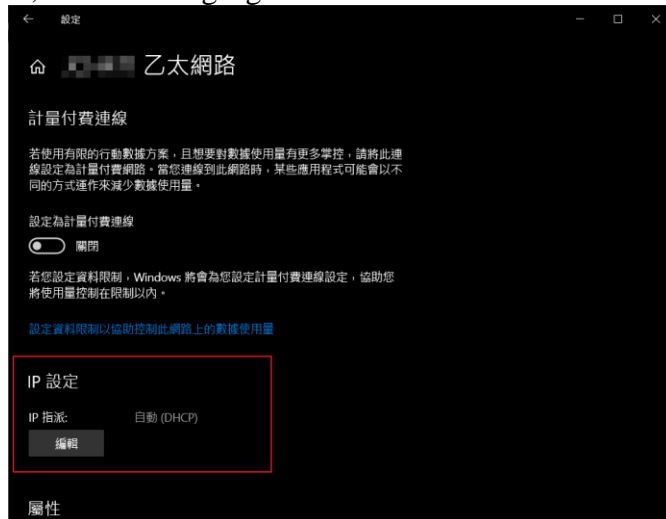 設定
乙太網路
計量付費連線
若使用有限的行動數據方案，且想要對數據使用量有更多掌控，請將此連
線設定為計量付費網路。當您連線到此網路時，某些應用程式可能會以不
同的方式運作來減少數據使用量。
設定為計量付費連線
關閉
若您設定資料限制，Windows 將會為您設定計量付費連線設定，協助您
將使用量控制在限制以內。
設定資料限制以協助控制此網路上的數據使用量
IP 設定
IP 指派: 自動 (DHCP)
編輯
屬性